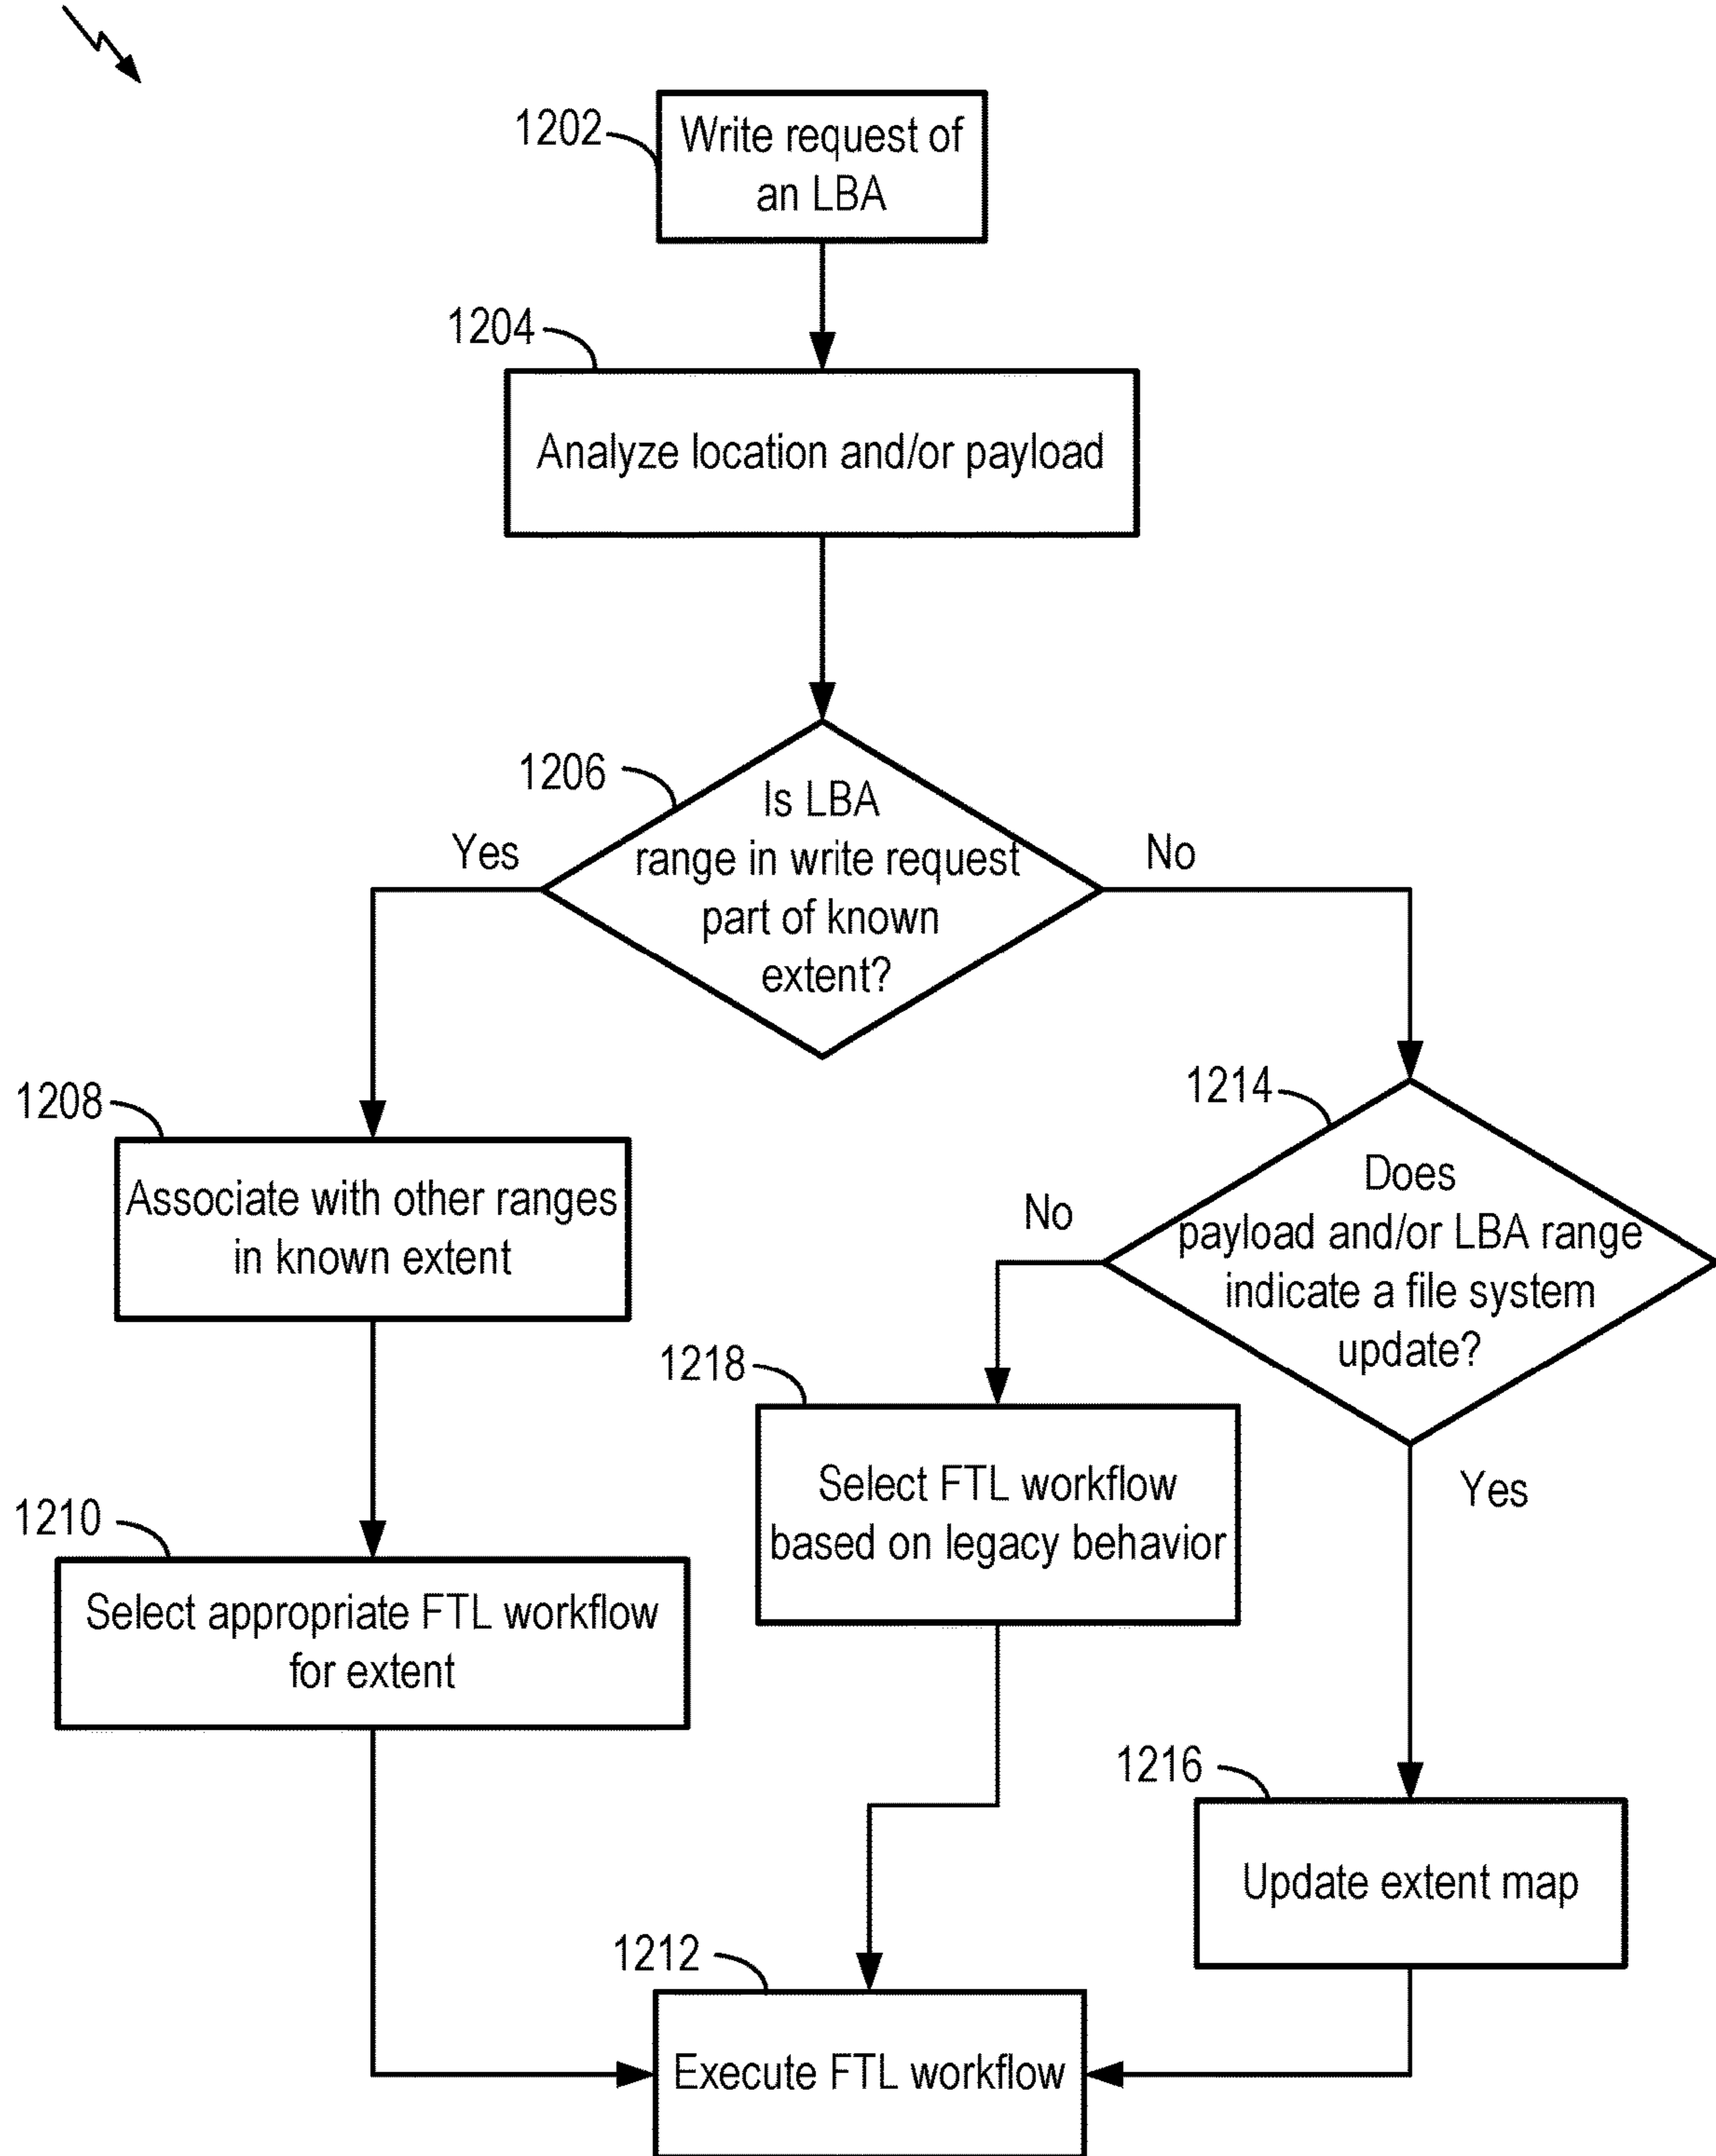 1202
Write request of
an LBA
1204
Analyze location and/or payload
1206
Is LBA
range in write request
part of known
extent?
Yes
No
1208
Associate with other ranges
in known extent
1214
Does
payload and/or LBA range
indicate a file system
update?
No
Yes
1218
Select FTL workflow
based on legacy behavior
1210
Select appropriate FTL workflow
for extent
1216
Update extent map
1212
Execute FTL workflow